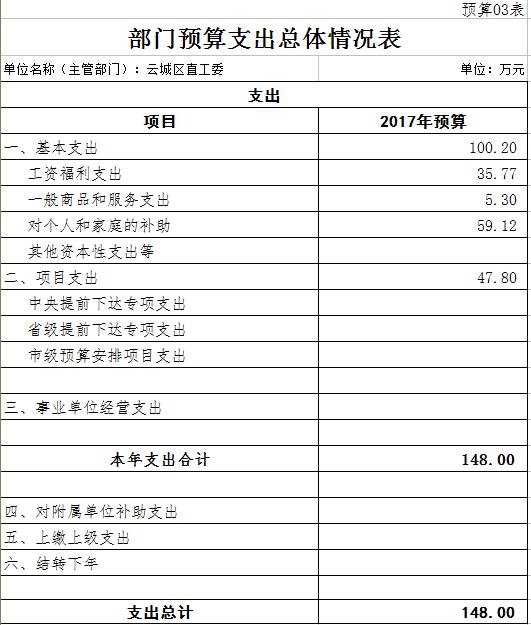 预算03表
部门预算支出总体情况表
单位名称（主管部门）：云城区直工委 单位：万元
支出
项目 2017年预算
一、基本支出 100.20
工资福利支出 35.77
一般商品和服务支出 5.30
对个人和家庭的补助 59.12
其他资本性支出等
二、项目支出 47.80
中央提前下达专项支出
省级提前下达专项支出
市级预算安排项目支出
三、事业单位经营支出
本年支出合计 148.00
四、对附属单位补助支出
五、上缴上级支出
六、结转下年
支出总计 148.00